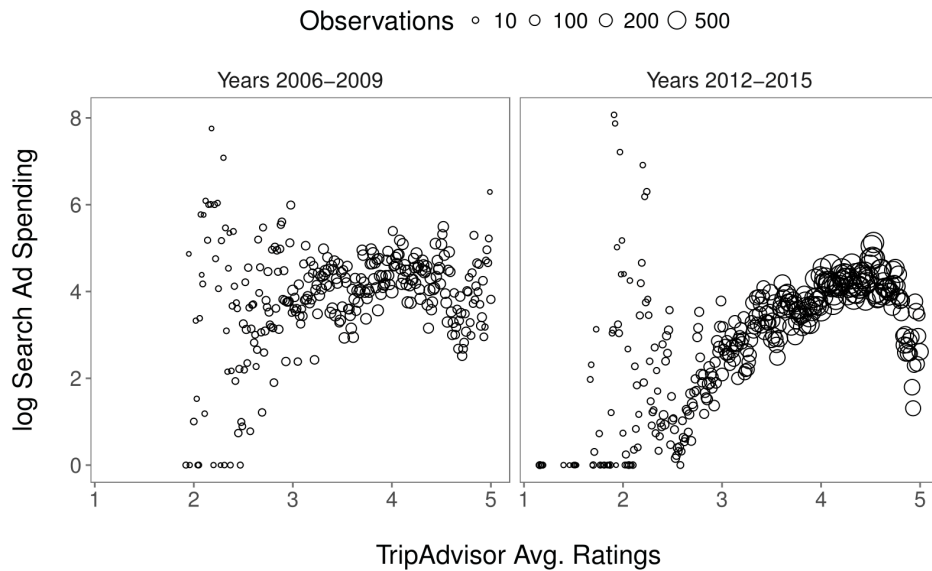 Observations 10 100 200 500
Years 2006−2009 Years 2012−2015
log Search Ad Spending
8
6
4
2
0
1 2 3 4 5 1 2 3 4 5
TripAdvisor Avg. Ratings